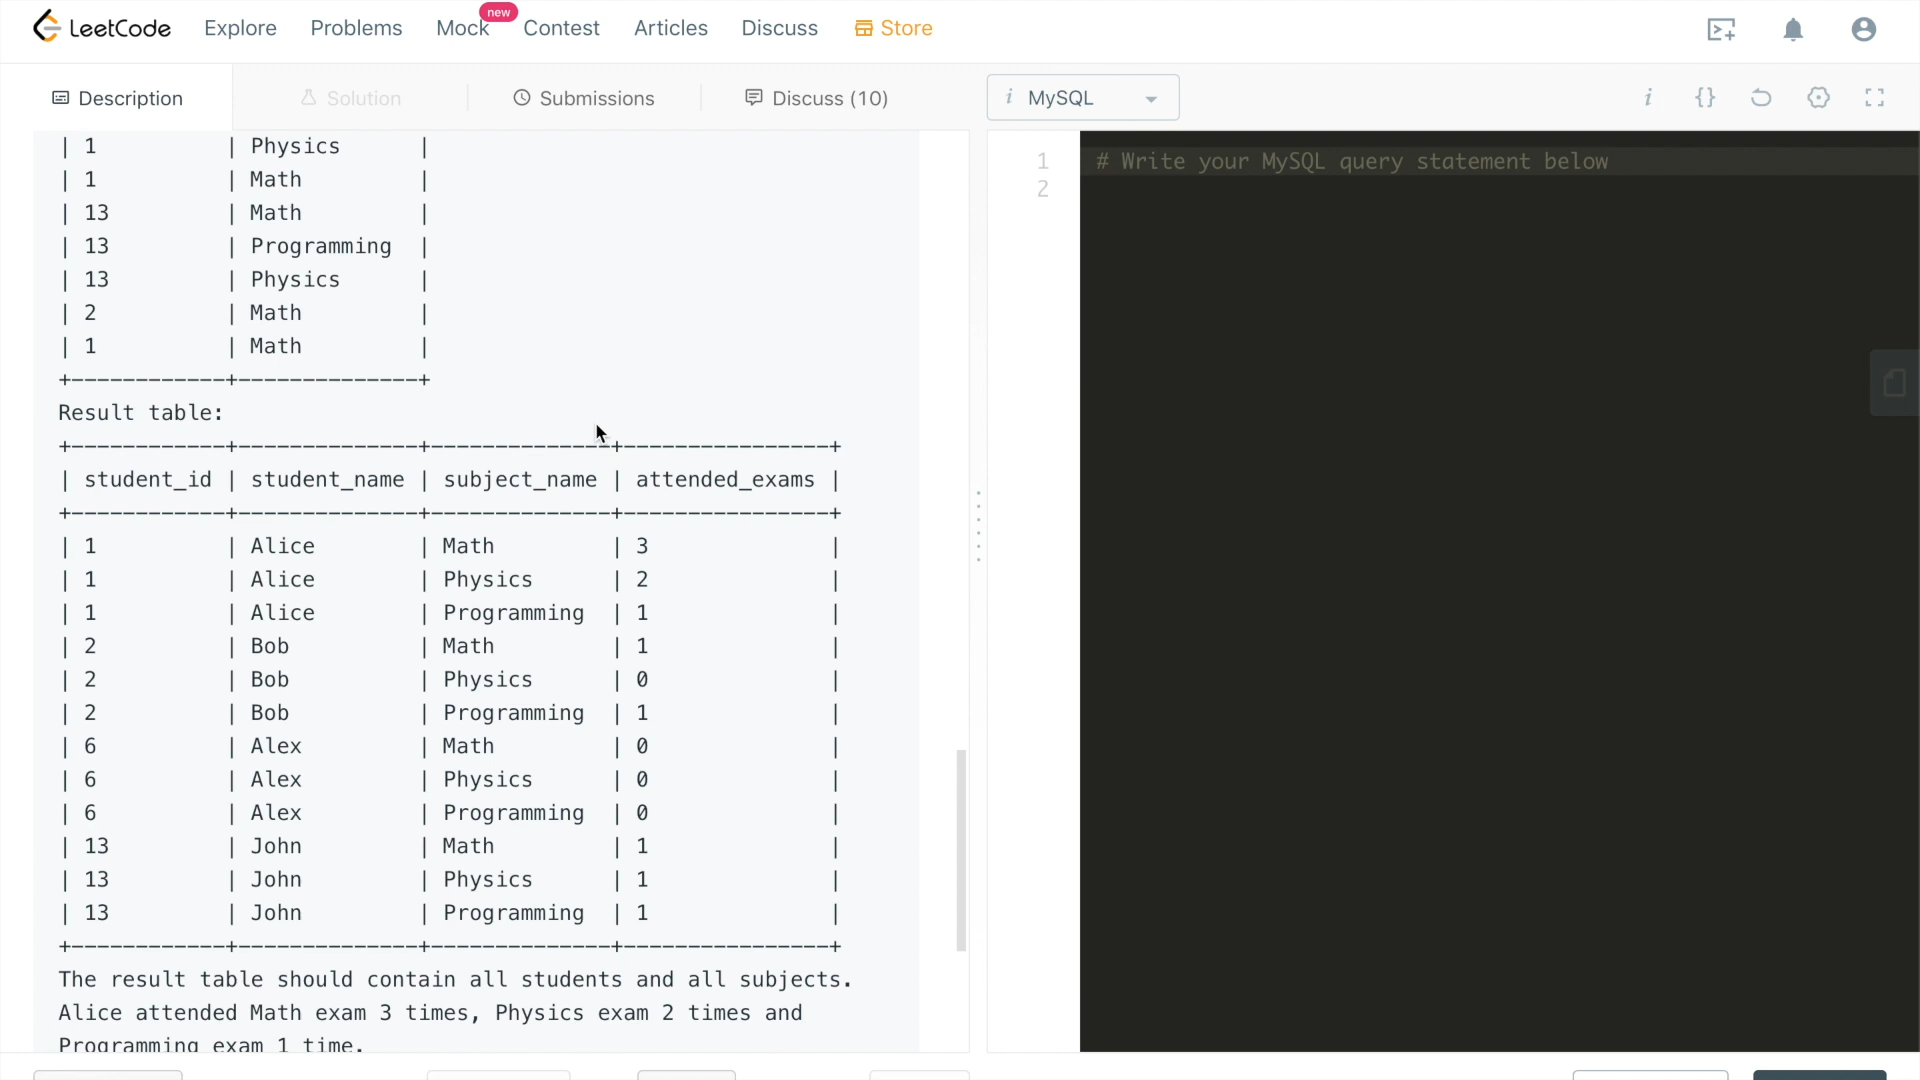 LeetCode Explore Problems Mock new Contest Articles Discuss Store
Description Solution Submissions Discuss (10) i MySQL i {}
| 1 | Physics |
| 1 | Math |
| 13 | Math |
| 13 | Programming |
| 13 | Physics |
| 2 | Math |
| 1 | Math |
+------------+--------------+
Result table:
+------------+--------------+--------------+----------------+
| student_id | student_name | subject_name | attended_exams |
+------------+--------------+--------------+----------------+
| 1 | Alice | Math | 3 |
| 1 | Alice | Physics | 2 |
| 1 | Alice | Programming | 1 |
| 2 | Bob | Math | 1 |
| 2 | Bob | Physics | 0 |
| 2 | Bob | Programming | 1 |
| 6 | Alex | Math | 0 |
| 6 | Alex | Physics | 0 |
| 6 | Alex | Programming | 0 |
| 13 | John | Math | 1 |
| 13 | John | Physics | 1 |
| 13 | John | Programming | 1 |
+------------+--------------+--------------+----------------+
The result table should contain all students and all subjects.
Alice attended Math exam 3 times, Physics exam 2 times and
Programming exam 1 time.
1 # Write your MySQL query statement below
2